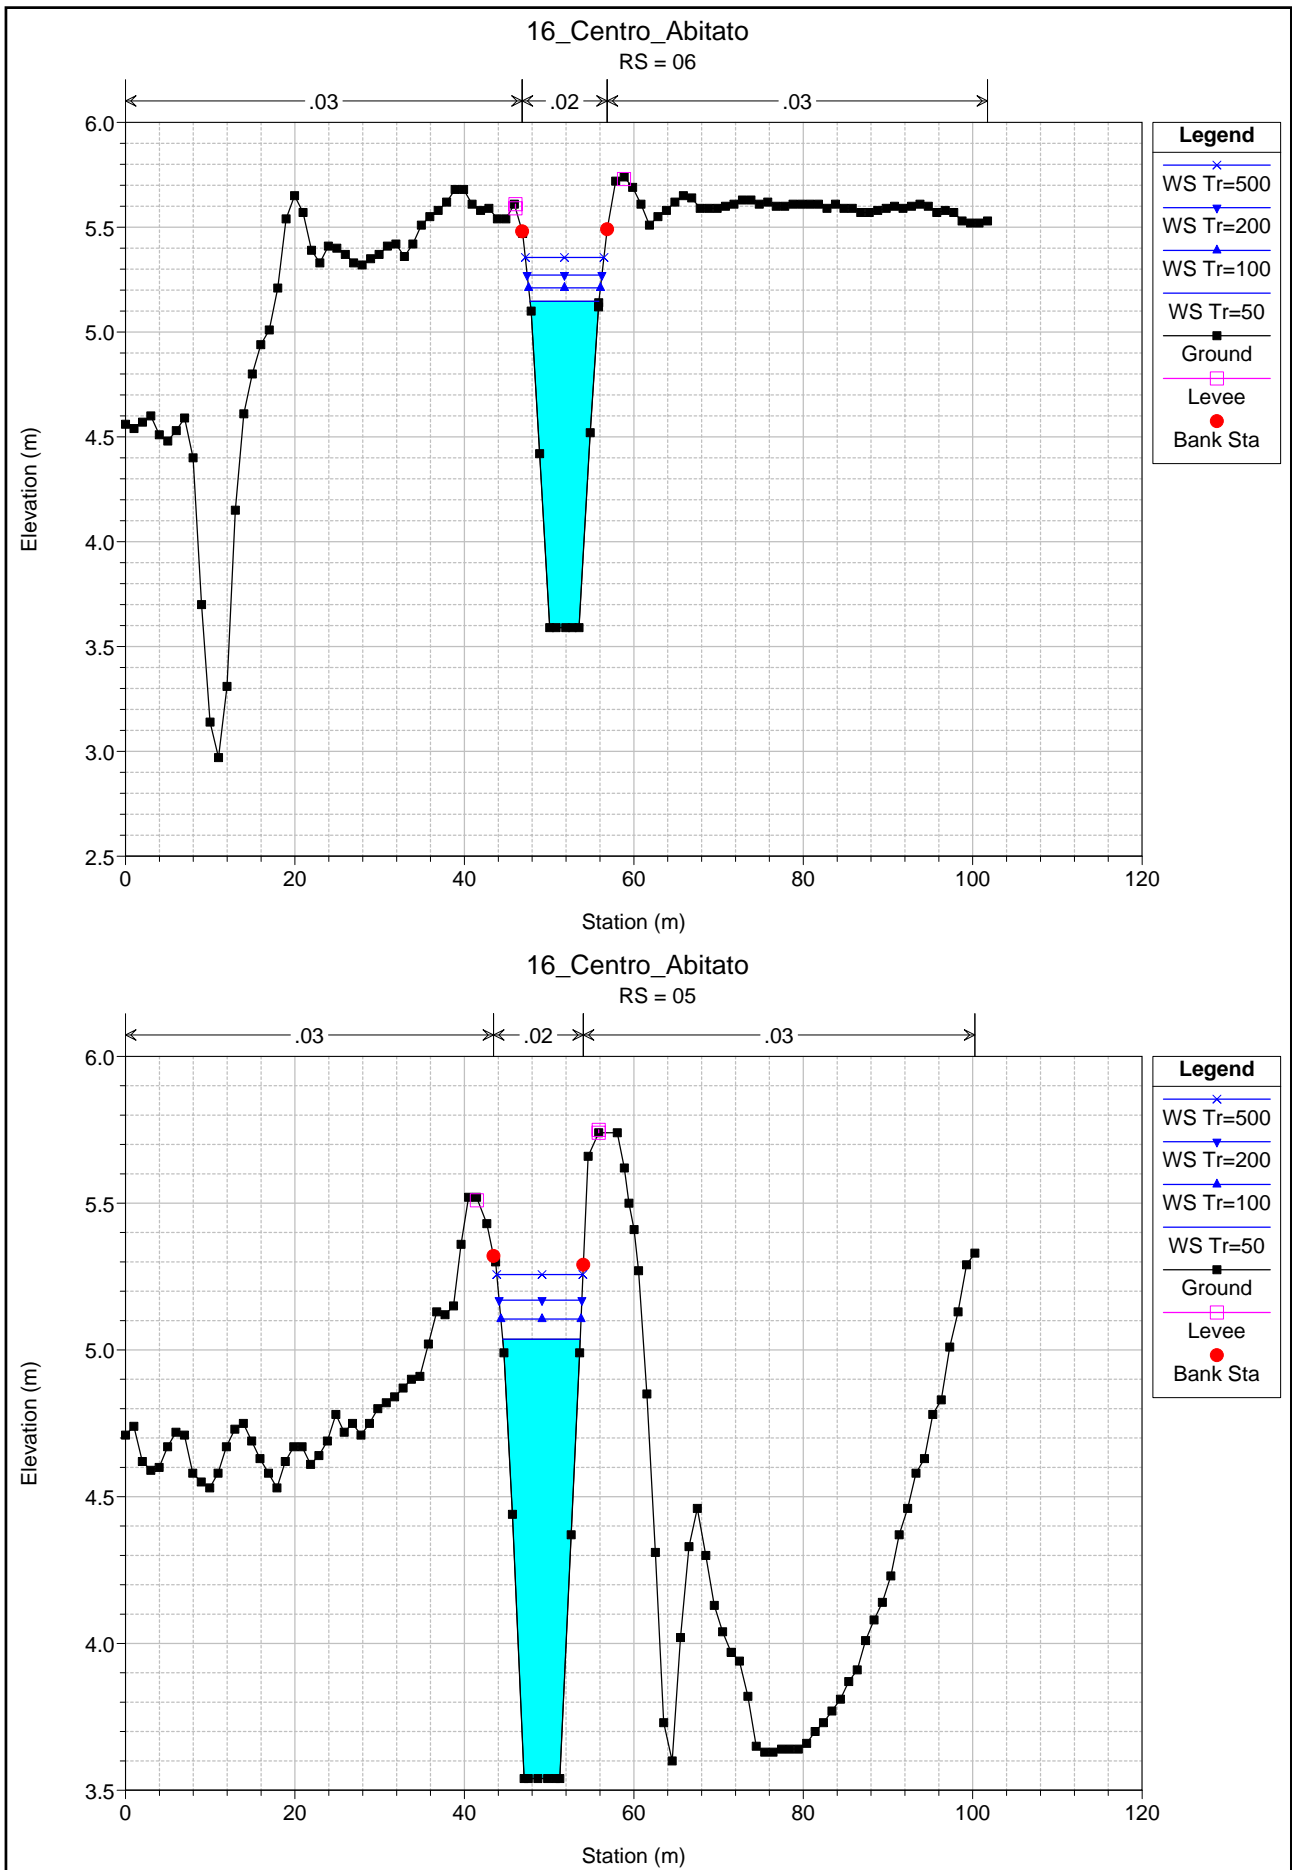 16_Centro_Abitato
RS = 06
.03 .02 .03
6.0
5.5
5.0
4.5
4.0
3.5
3.0
2.5
0 20 40 60 80 100 120
Station (m)
Elevation (m)
Legend
WS Tr=500
WS Tr=200
WS Tr=100
WS Tr=50
Ground
Levee
Bank Sta
16_Centro_Abitato
RS = 05
.03 .02 .03
6.0
5.5
5.0
4.5
4.0
3.5
0 20 40 60 80 100 120
Station (m)
Elevation (m)
Legend
WS Tr=500
WS Tr=200
WS Tr=100
WS Tr=50
Ground
Levee
Bank Sta